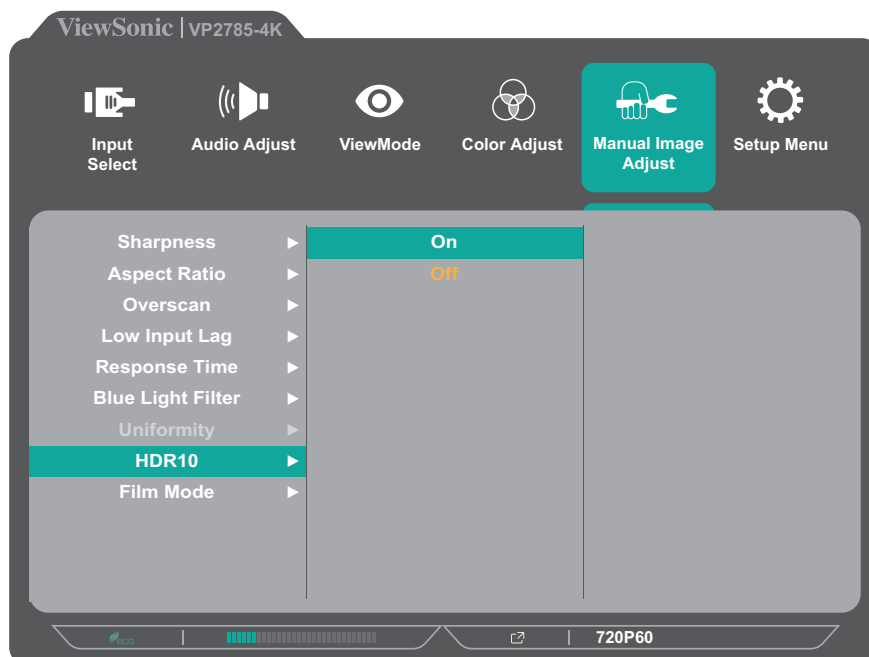 ViewSonic | VP2785-4K
Input
Select
Audio Adjust
ViewMode
Color Adjust
Manual Image
Adjust
Setup Menu
Sharpness
Aspect Ratio
Overscan
Low Input Lag
Response Time
Blue Light Filter
Uniformity
HDR10
Film Mode
On
Off
eco
720P60